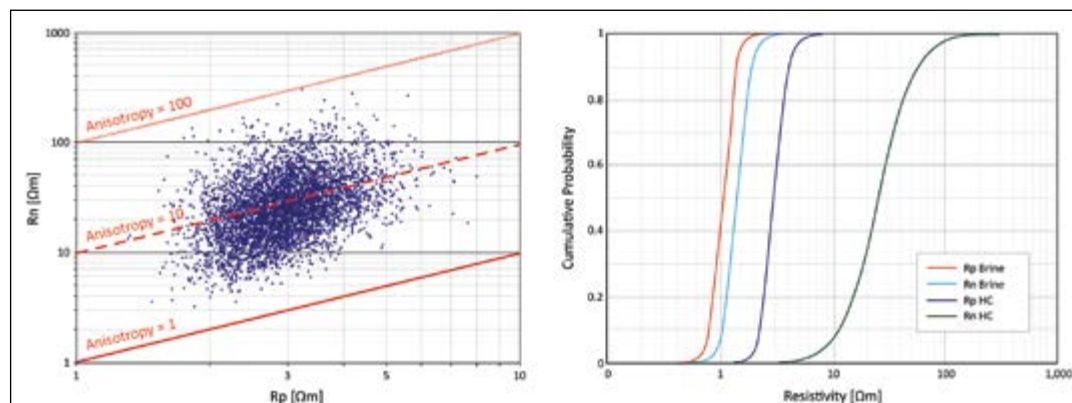 1000
100
10
1
Rn [Ωm]
Anisotropy = 100
Anisotropy = 10
Anisotropy = 1
1
2
3
5
10
Rp [Ωm]
1
0.8
0.6
0.4
0.2
0
Cumulative Probability
Rp Brine
Rn Brine
Rp HC
Rn HC
0
1
10
100
1,000
Resistivity [Ωm]